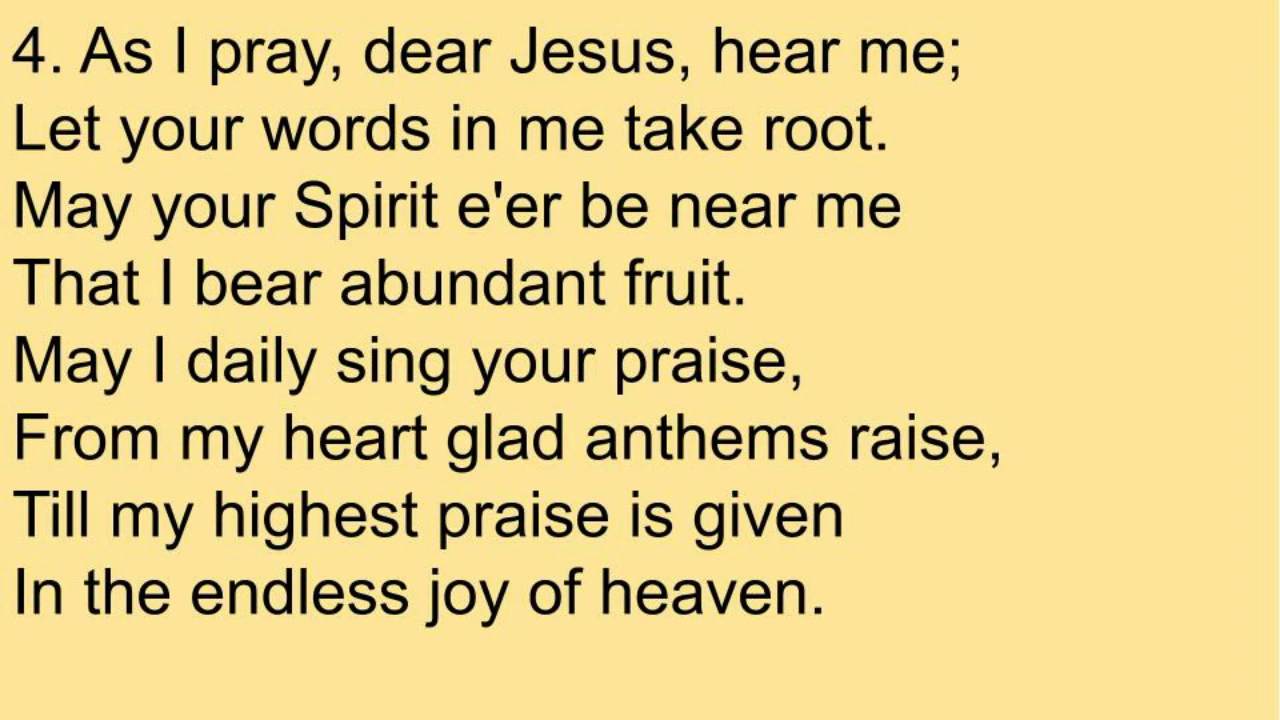 4. As I pray, dear Jesus, hear me;
Let your words in me take root.
May your Spirit e'er be near me
That I bear abundant fruit.
May I daily sing your praise,
From my heart glad anthems raise,
Till my highest praise is given
In the endless joy of heaven.